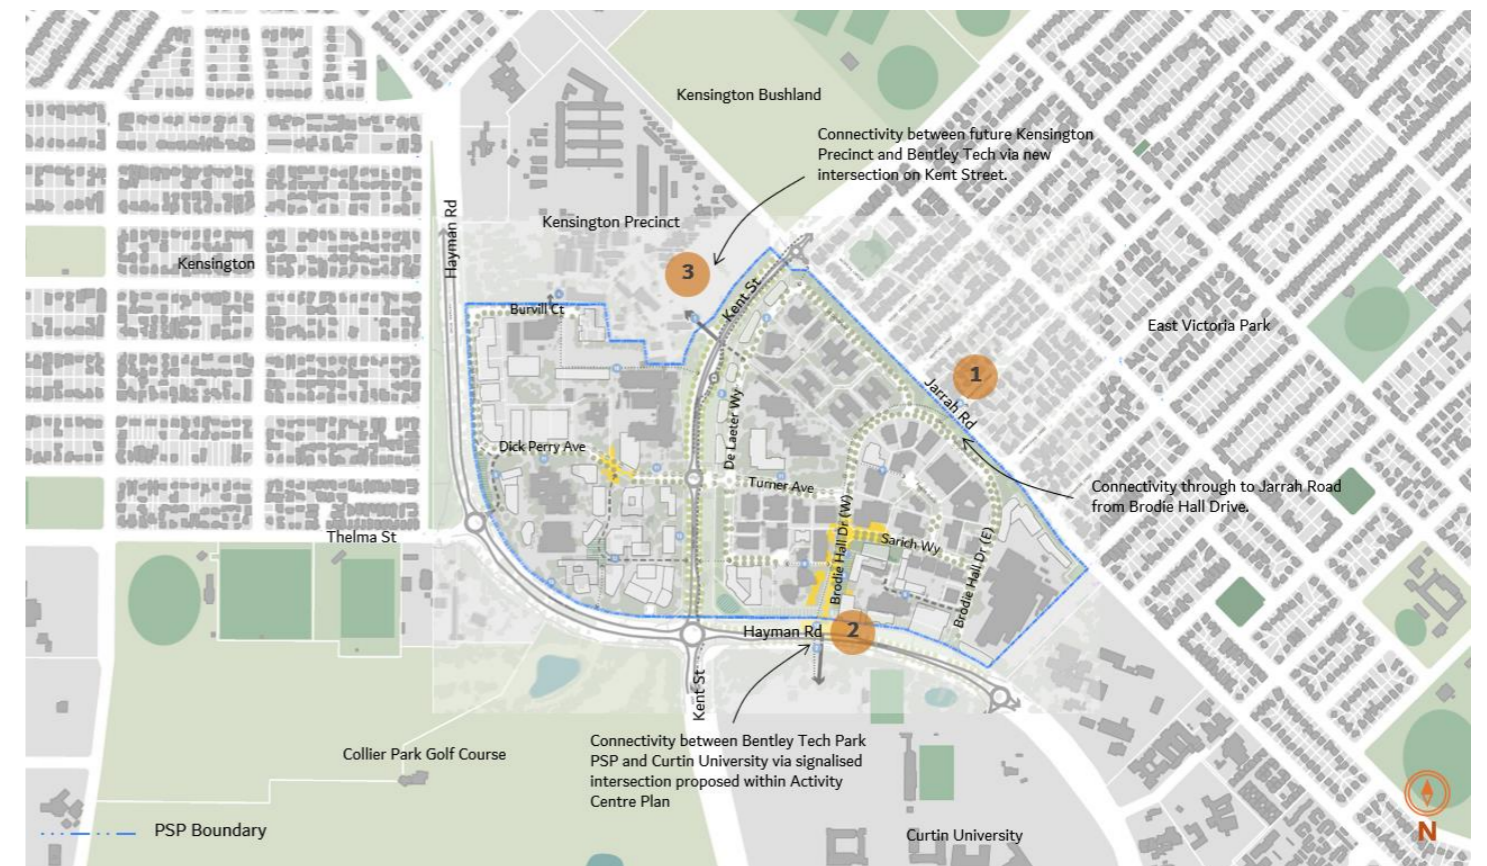 Kensington Bushland
Connectivity between future Kensington
Precinct and Bentley Tech via new
intersection on Kent Street.
Hayman Rd
Kensington Precinct
Kensington
3
Kent St
Burvill Ct
East Victoria Park
1
Jarrah Rd
De Laeter Wy
Dick Perry Ave
Turner Ave
Connectivity through to Jarrah Road
from Brodie Hall Drive.
Thelma St
Brodie Hall Dr (W)
Sarich Wy
Brodie Hall Dr (E)
Hayman Rd
2
Kent St
Connectivity between Bentley Tech Park
PSP and Curtin University via signalised
intersection proposed within Activity
Centre Plan
Collier Park Golf Course
PSP Boundary
Curtin University
N